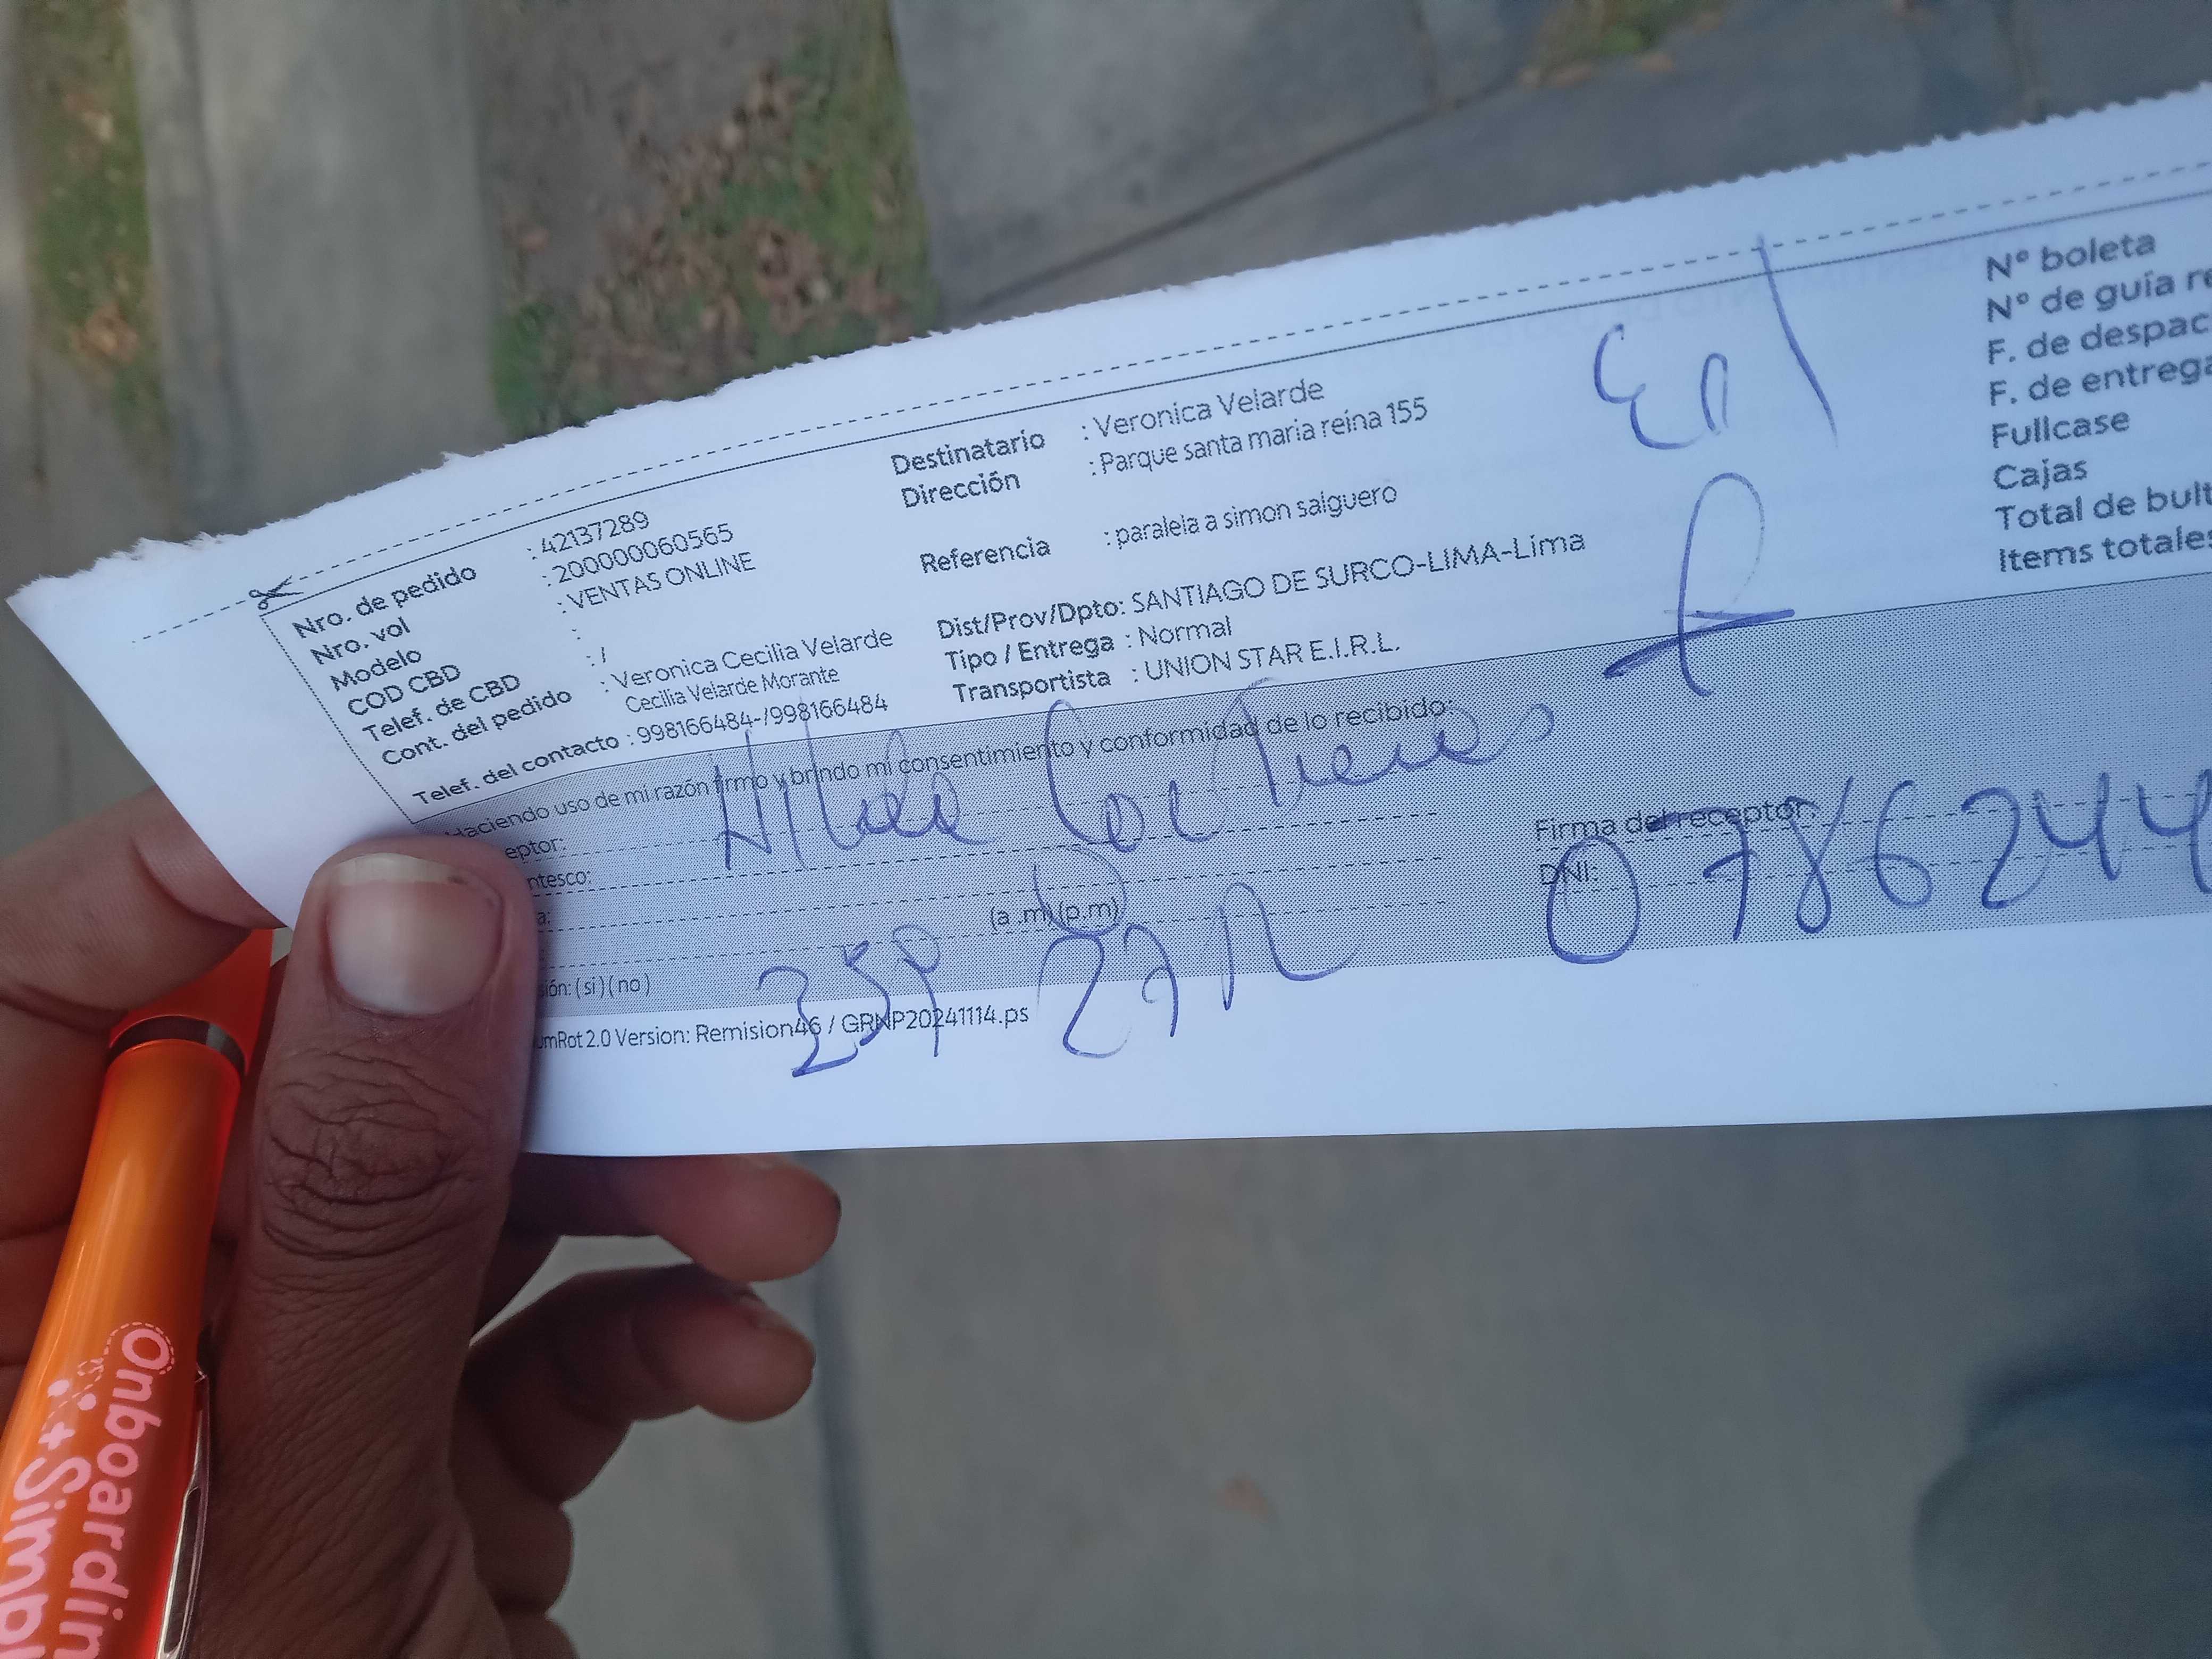 Nro. de pedido : 42137289
Nro. vol : 200000060565
Modelo : VENTAS ONLINE
COD CBD :
Telef. de CBD : /
Cont. del pedido : Veronica Cecilia Velarde
Cecilia Velarde Morante
Telef. del contacto : 998166484-/998166484
Destinatario : Veronica Velarde
Dirección : Parque santa maria reina 155
Referencia : paralela a simon salguero
Dist/Prov/Dpto: SANTIAGO DE SURCO-LIMA-Lima
Tipo / Entrega : Normal
Transportista : UNION STAR E.I.R.L.
N° boleta
N° de guía re
F. de despac
F. de entrega
Fullcase
Cajas
Total de bult
Items totales
Haciendo uso de mi razón firmo y brindo mi consentimiento y conformidad de lo recibido:
eptor:
ntesco:
a:
(a .m) (p.m)
:
sión: ( si ) ( no )
Firma del receptor:
DNI: 0786244
umRot 2.0 Version: Remision46 / GRNP20241114.ps
Onboardin
+Simpl